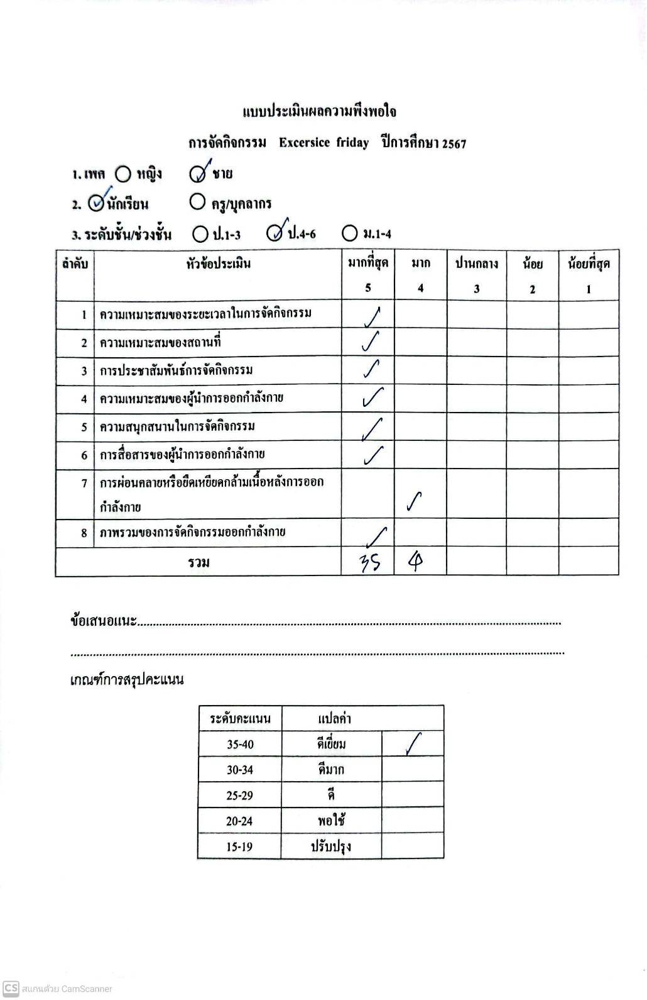 แบบประเมินผลความพึงพอใจ
การจัดกิจกรรม Excersice friday ปีการศึกษา 2567
1. เพศ หญิง ชาย
2. นักเรียน ครู/บุคลากร
3. ระดับชั้น/ช่วงชั้น ป.1-3 ป.4-6 ม.1-4
ลำดับ หัวข้อประเมิน มากที่สุด มาก ปานกลาง น้อย น้อยที่สุด
5 4 3 2 1
1 ความเหมาะสมของระยะเวลาในการจัดกิจกรรม
2 ความเหมาะสมของสถานที่
3 การประชาสัมพันธ์การจัดกิจกรรม
4 ความเหมาะสมของผู้นำการออกกำลังกาย
5 ความสนุกสนานในการจัดกิจกรรม
6 การสื่อสารของผู้นำการออกกำลังกาย
7 การผ่อนคลายหรือยืดเหยียดกล้ามเนื้อหลังการออก
กำลังกาย
8 ภาพรวมของการจัดกิจกรรมออกกำลังกาย
รวม 35 4
ข้อเสนอแนะ
เกณฑ์การสรุปคะแนน
ระดับคะแนน แปลค่า
35-40 ดีเยี่ยม
30-34 ดีมาก
25-29 ดี
20-24 พอใช้
15-19 ปรับปรุง
CS สแกนด้วย CamScanner